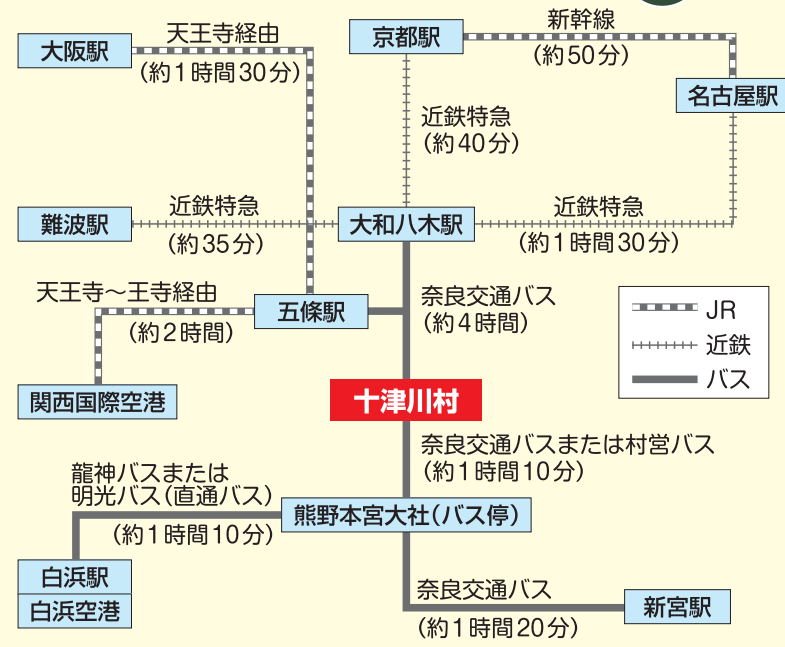 大阪駅
天王寺経由
(約1時間30分)
京都駅
新幹線
(約50分)
名古屋駅
近鉄特急
(約40分)
難波駅
近鉄特急
(約35分)
大和八木駅
近鉄特急
(約1時間30分)
天王寺～王寺経由
(約2時間)
五條駅
奈良交通バス
(約4時間)
JR
近鉄
バス
関西国際空港
十津川村
奈良交通バスまたは村営バス
(約1時間10分)
龍神バスまたは
明光バス(直通バス)
(約1時間10分)
熊野本宮大社(バス停)
白浜駅
白浜空港
奈良交通バス
(約1時間20分)
新宮駅